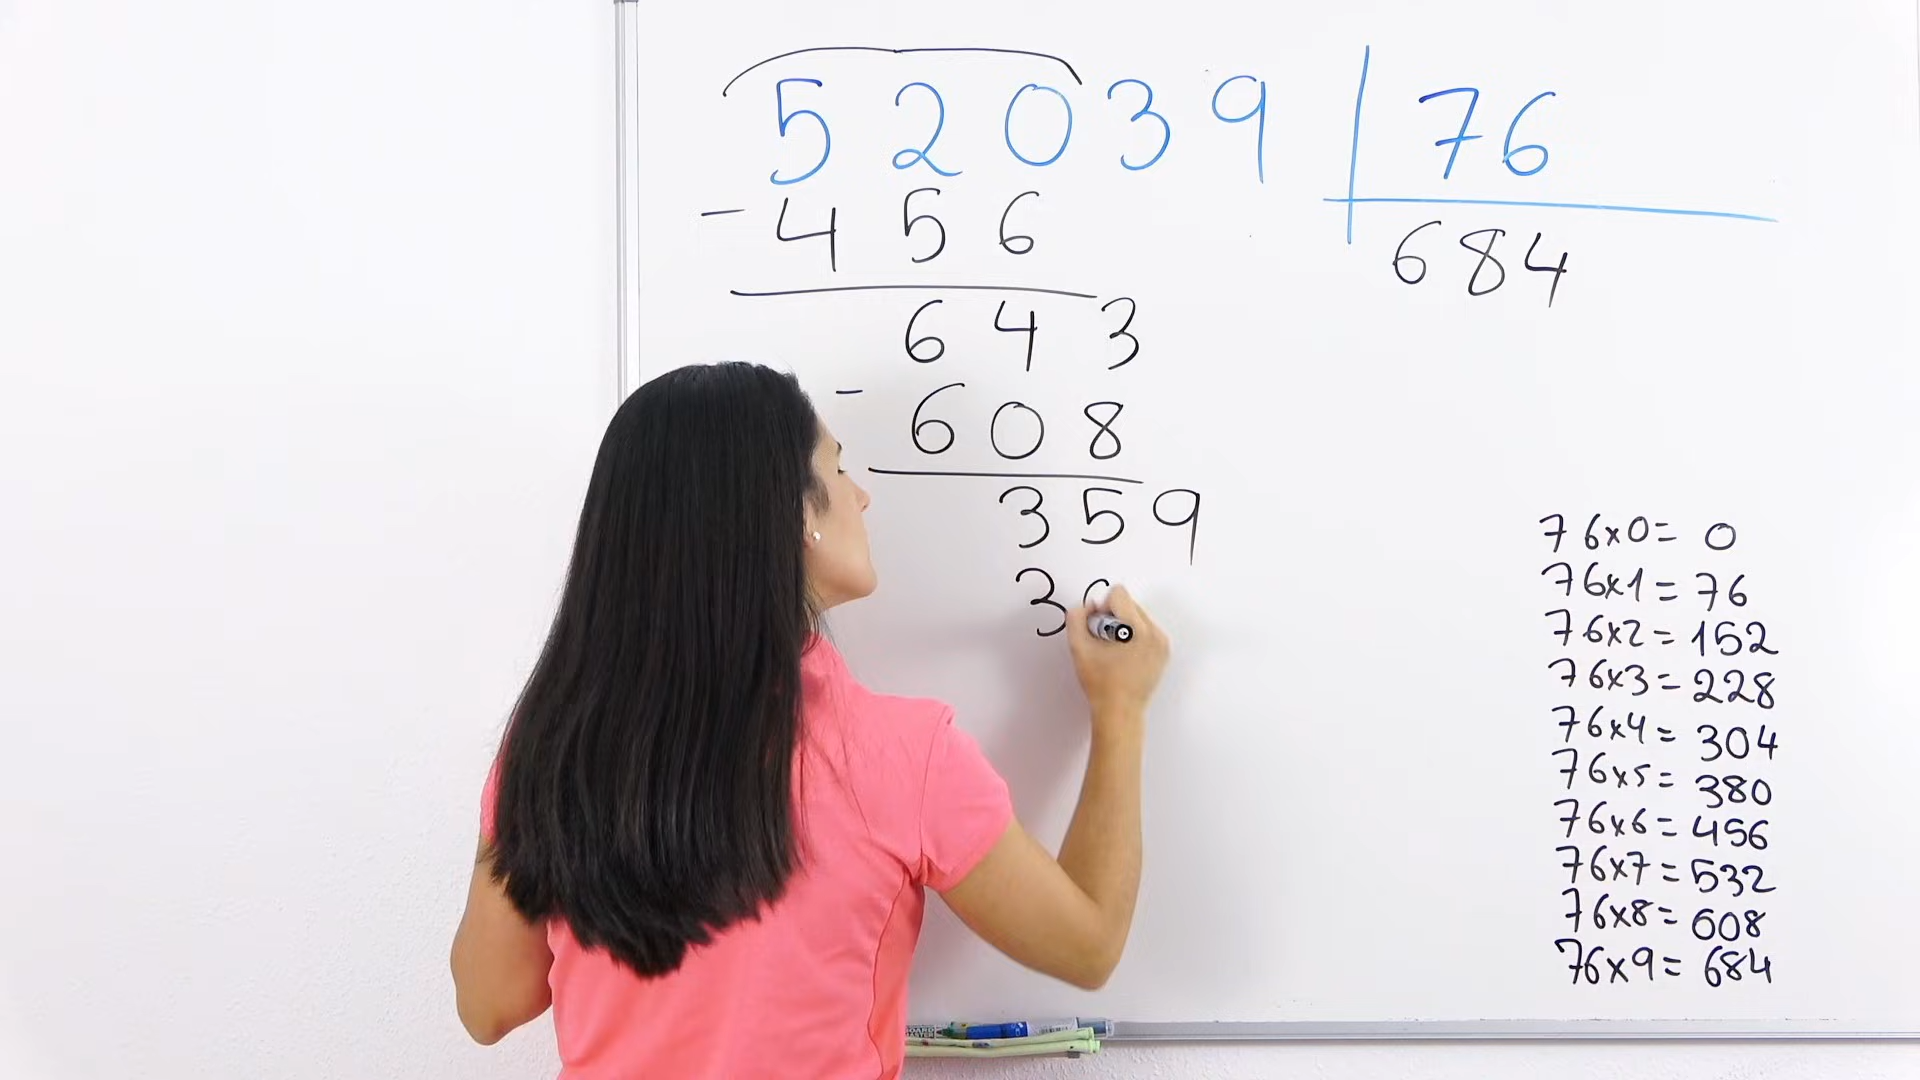 52039 | 76
- 456
684
643
- 608
359
3
76x0= 0
76x1=76
76x2=152
76x3=228
76x4=304
76x5=380
76x6=456
76x7=532
76x8=608
76x9=684